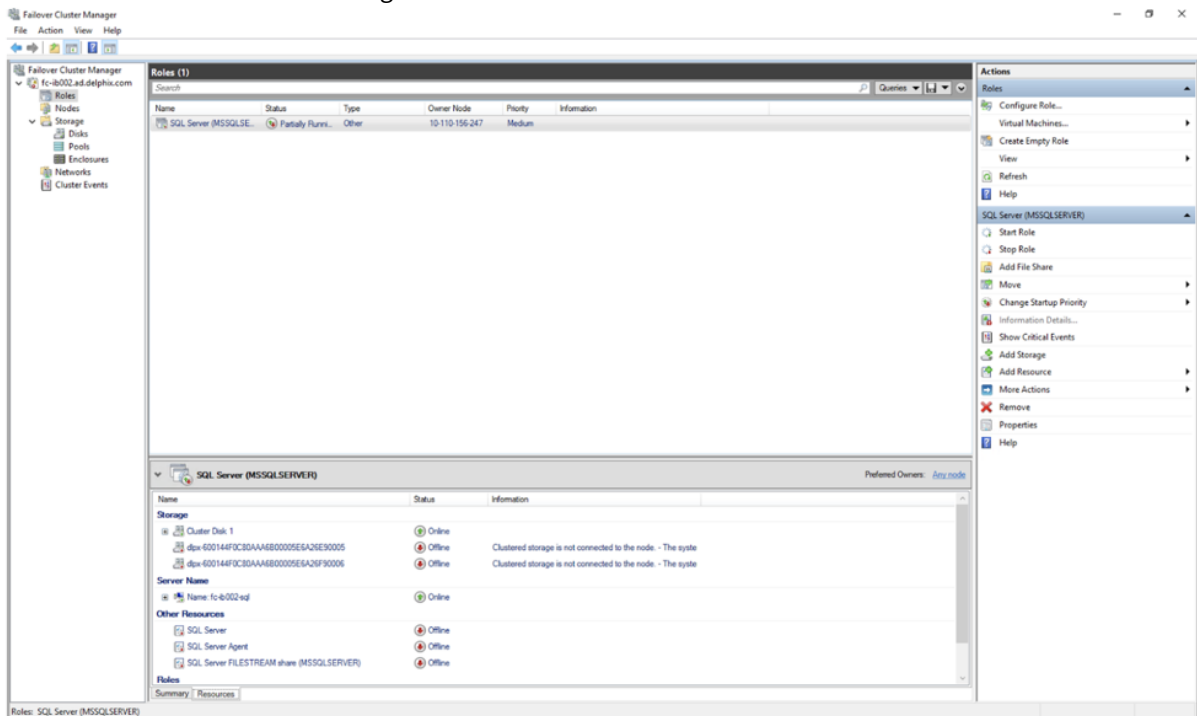 Failover Cluster Manager
File Action View Help
Failover Cluster Manager
fc-ib002.ad.delphix.com
Roles
Nodes
Storage
Disks
Pools
Enclosures
Networks
Cluster Events
Roles (1)
Search
Queries
Name Status Type Owner Node Priority Information
SQL Server (MSSQLSE... Partially Runni... Other 10-110-156-247 Medium
SQL Server (MSSQLSERVER)
Preferred Owners: Any node
Name Status Information
Storage
Cluster Disk 1 Online
Offline Clustered storage is not connected to the node. - The syste
Offline Clustered storage is not connected to the node. - The syste
Server Name
Name: fc-ib002-sql Online
Other Resources
SQL Server Offline
SQL Server Agent Offline
SQL Server FILESTREAM share (MSSQLSERVER) Offline
Roles
Summary Resources
Actions
Roles
Configure Role...
Virtual Machines...
Create Empty Role
View
Refresh
Help
SQL Server (MSSQLSERVER)
Start Role
Stop Role
Add File Share
Move
Change Startup Priority
Information Details...
Show Critical Events
Add Storage
Add Resource
More Actions
Remove
Properties
Help
Roles: SQL Server (MSSQLSERVER)